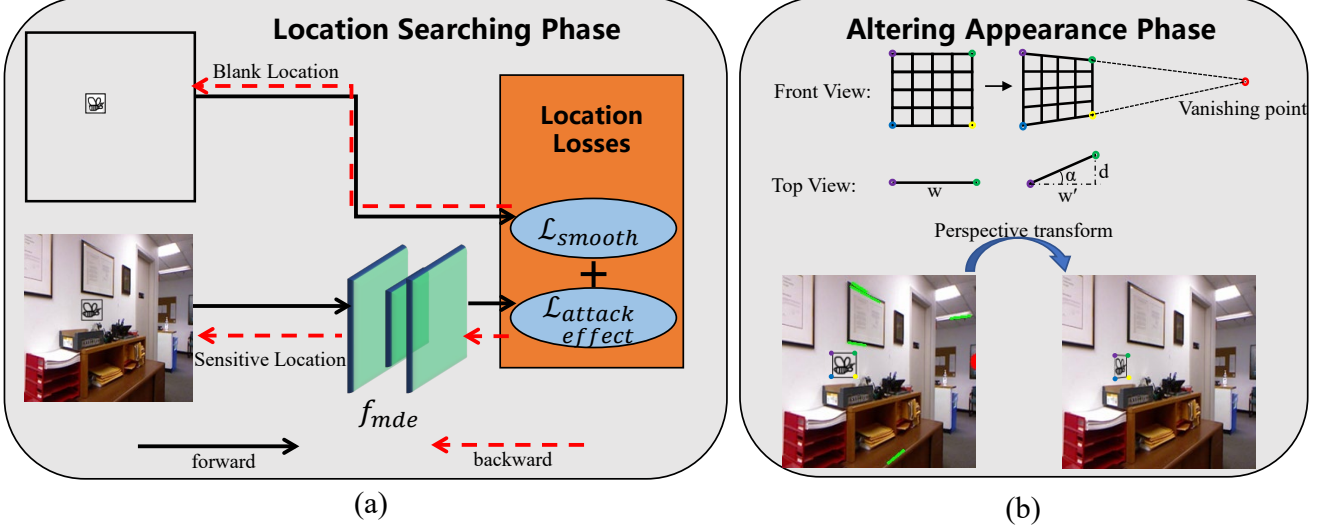 Location Searching Phase
Blank Location
Location
Losses
ℒsmooth
+
ℒattack
effect
Sensitive Location
fmde
forward
backward
(a)
Altering Appearance Phase
Front View:
Vanishing point
Top View:
w
α
d
w′
Perspective transform
(b)